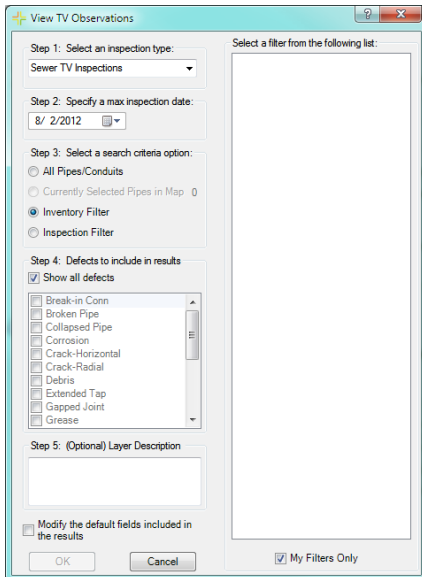 View TV Observations
Step 1: Select an inspection type:
Sewer TV Inspections
Step 2: Specify a max inspection date:
8/ 2/2012
Step 3: Select a search criteria option:
All Pipes/Conduits
Currently Selected Pipes in Map 0
Inventory Filter
Inspection Filter
Step 4: Defects to include in results
Show all defects
Break-in Conn
Broken Pipe
Collapsed Pipe
Corrosion
Crack-Horizontal
Crack-Radial
Debris
Extended Tap
Gapped Joint
Grease
Step 5: (Optional) Layer Description
Modify the default fields included in
the results
OK
Cancel
Select a filter from the following list:
My Filters Only